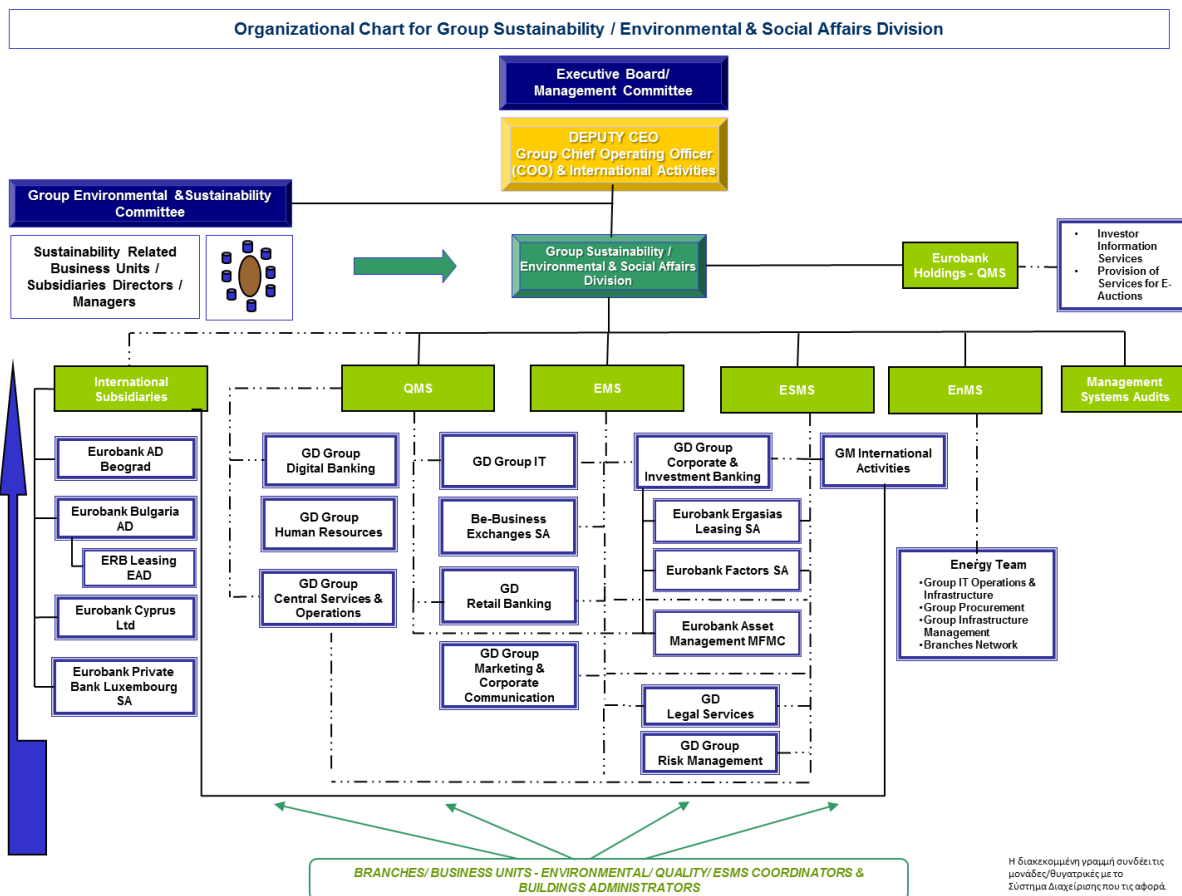 Organizational Chart for Group Sustainability / Environmental & Social Affairs Division
Executive Board/
Management Committee
DEPUTY CEO
Group Chief Operating Officer
(COO) & International Activities
Group Environmental &Sustainability
Committee
Sustainability Related
Business Units /
Subsidiaries Directors /
Managers
Group Sustainability /
Environmental & Social Affairs
Division
Eurobank
Holdings - QMS
• Investor
Information
Services
• Provision of
Services for E-
Auctions
International
Subsidiaries
QMS
EMS
ESMS
EnMS
Management
Systems Audits
Eurobank AD
Beograd
Eurobank Bulgaria
AD
ERB Leasing
EAD
Eurobank Cyprus
Ltd
Eurobank Private
Bank Luxembourg
SA
GD Group
Digital Banking
GD Group
Human Resources
GD Group
Central Services &
Operations
GD Group IT
Be-Business
Exchanges SA
GD
Retail Banking
GD Group
Marketing &
Corporate
Communication
GD Group
Corporate &
Investment Banking
Eurobank Ergasias
Leasing SA
Eurobank Factors SA
Eurobank Asset
Management MFMC
GD
Legal Services
GD Group
Risk Management
GM International
Activities
Energy Team
•Group IT Operations &
Infrastructure
•Group Procurement
•Group Infrastructure
Management
•Branches Network
BRANCHES/ BUSINESS UNITS - ENVIRONMENTAL/ QUALITY/ ESMS COORDINATORS &
BUILDINGS ADMINISTRATORS
Η διακεκομμένη γραμμή συνδέει τις
μονάδες/θυγατρικές με το
Σύστημα Διαχείρισης που τις αφορά.